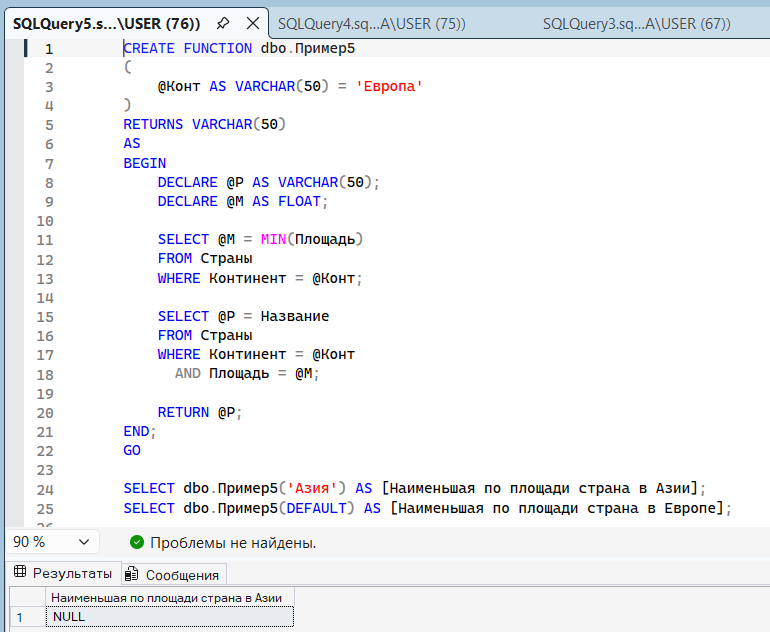 SQLQuery5.s...\USER (76))
SQLQuery4.sq...A\USER (75))
SQLQuery3.sq...A\USER (67))
1 CREATE FUNCTION dbo.Пример5
2 (
3 @Конт AS VARCHAR(50) = 'Европа'
4 )
5 RETURNS VARCHAR(50)
6 AS
7 BEGIN
8 DECLARE @P AS VARCHAR(50);
9 DECLARE @M AS FLOAT;
10
11 SELECT @M = MIN(Площадь)
12 FROM Страны
13 WHERE Континент = @Конт;
14
15 SELECT @P = Название
16 FROM Страны
17 WHERE Континент = @Конт
18 AND Площадь = @M;
19
20 RETURN @P;
21 END;
22 GO
23
24 SELECT dbo.Пример5('Азия') AS [Наименьшая по площади страна в Азии];
25 SELECT dbo.Пример5(DEFAULT) AS [Наименьшая по площади страна в Европе];
26
90 %
Проблемы не найдены.
Результаты
Сообщения
Наименьшая по площади страна в Азии
1 NULL